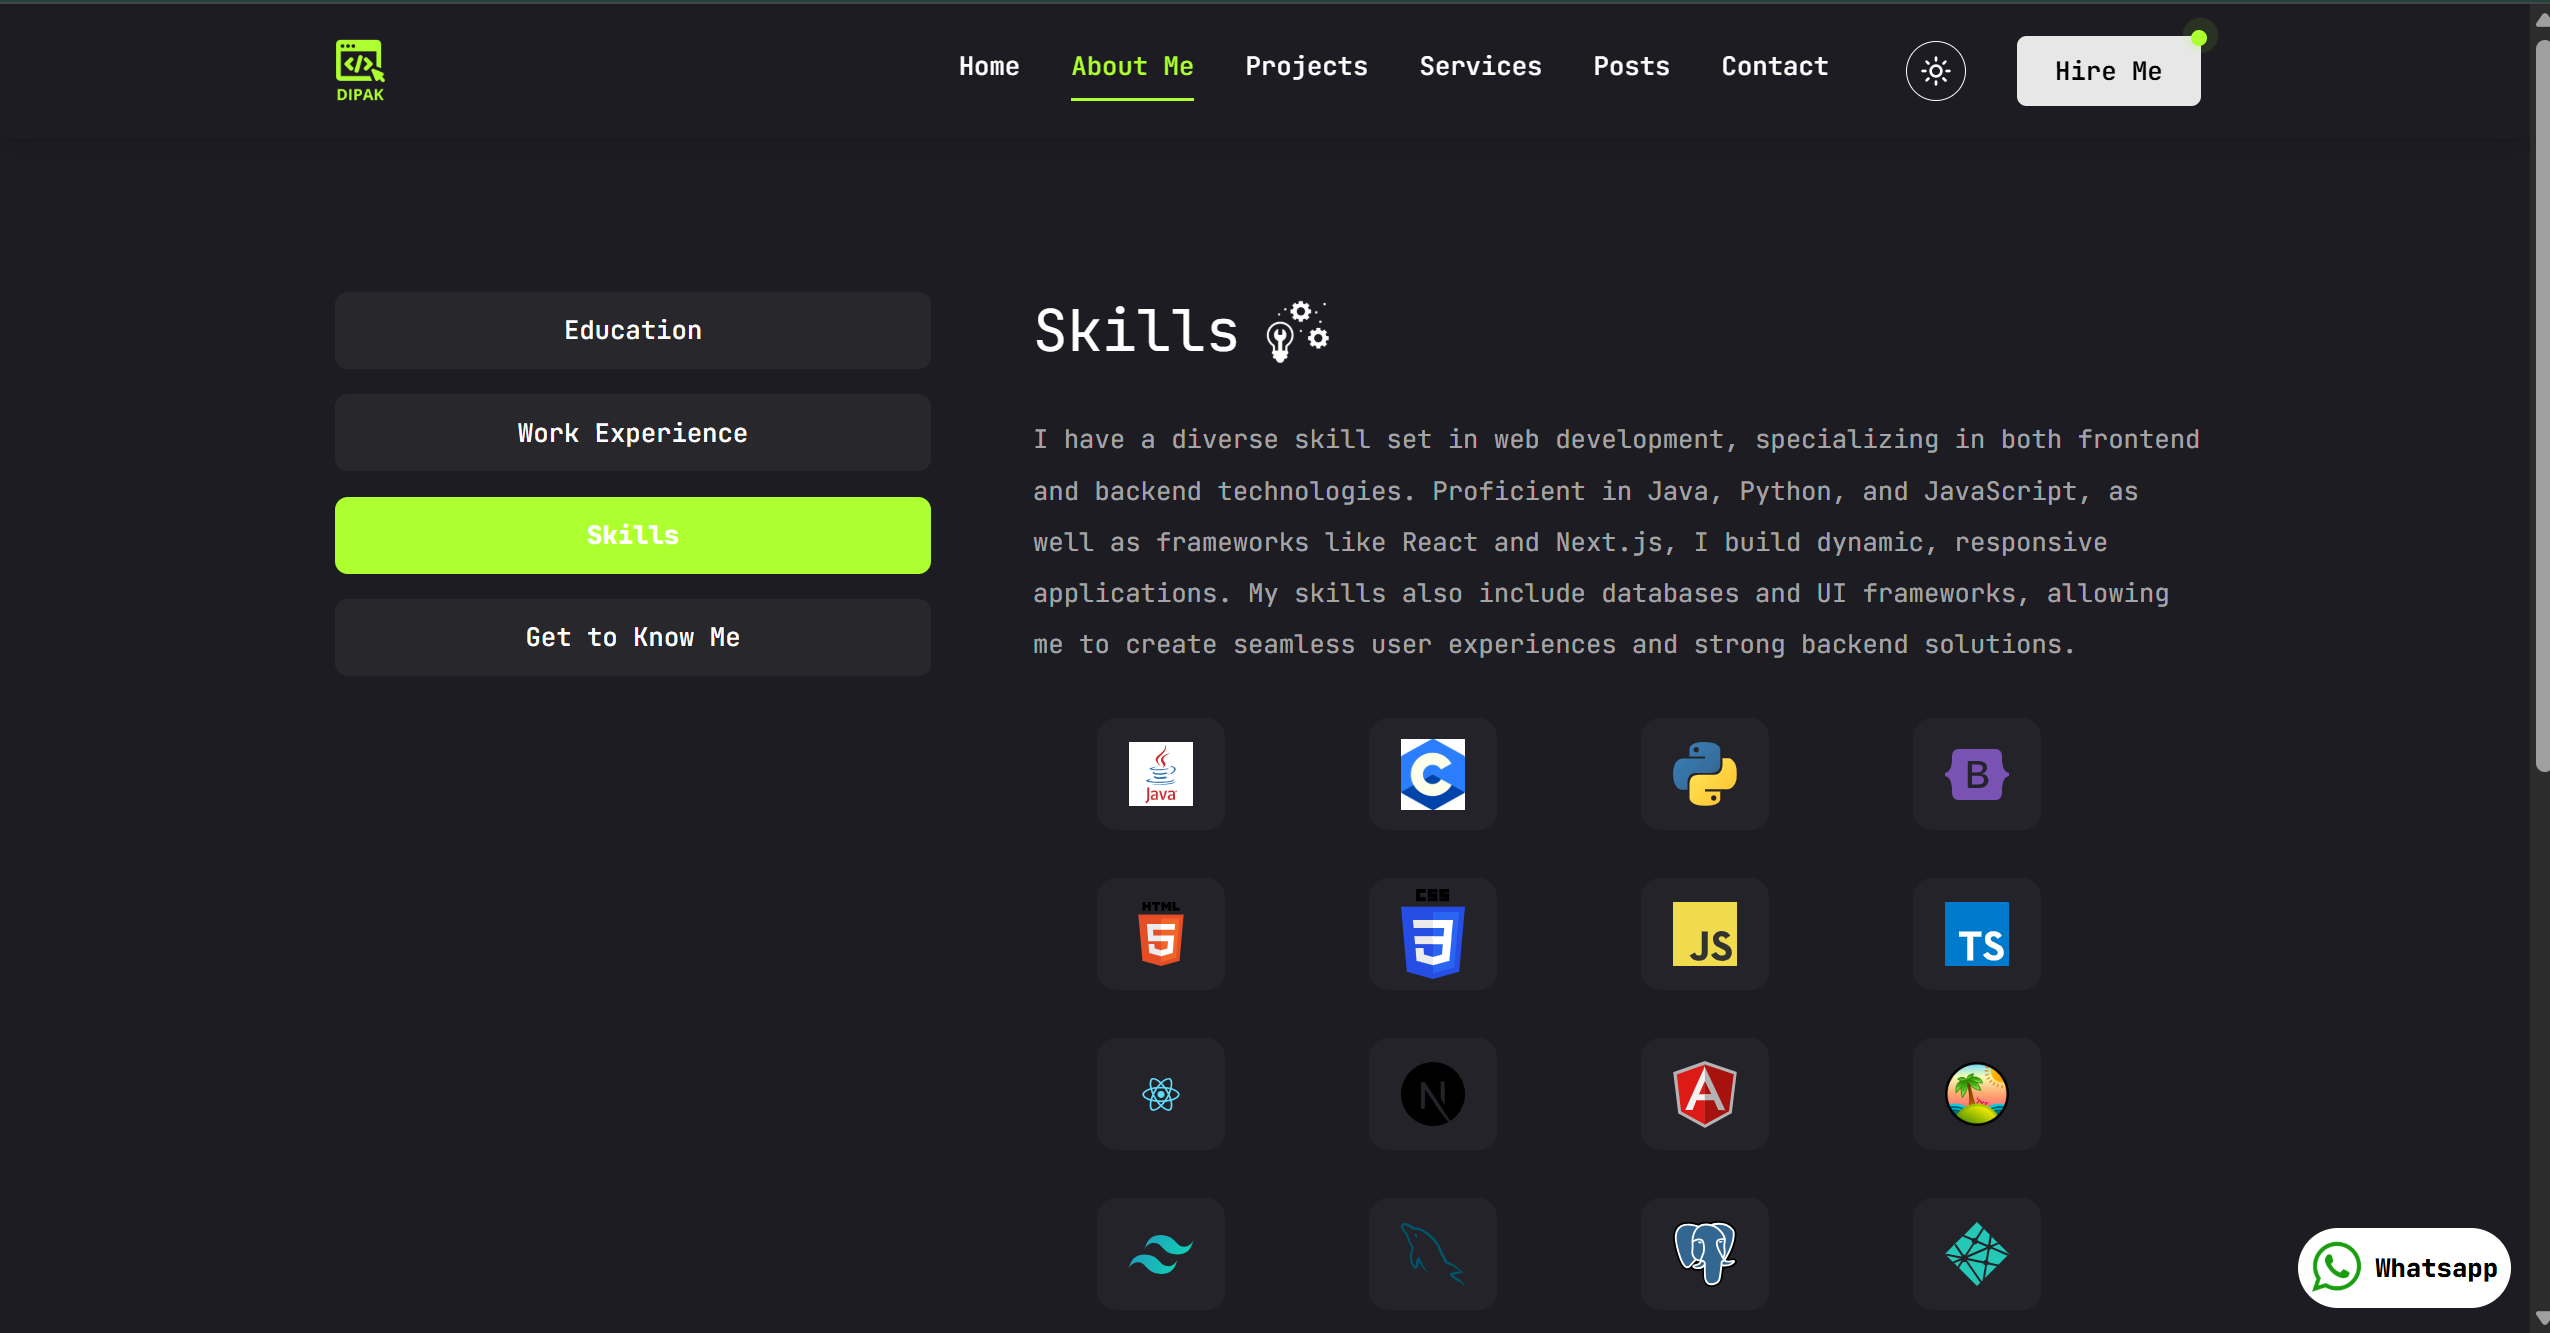 DIPAK
Home
About Me
Projects
Services
Posts
Contact
Hire Me
Education
Work Experience
Skills
Get to Know Me
Skills
I have a diverse skill set in web development, specializing in both frontend
and backend technologies. Proficient in Java, Python, and JavaScript, as
well as frameworks like React and Next.js, I build dynamic, responsive
applications. My skills also include databases and UI frameworks, allowing
me to create seamless user experiences and strong backend solutions.
Java
C
B
HTML
5
CSS
3
JS
TS
N
A
Whatsapp